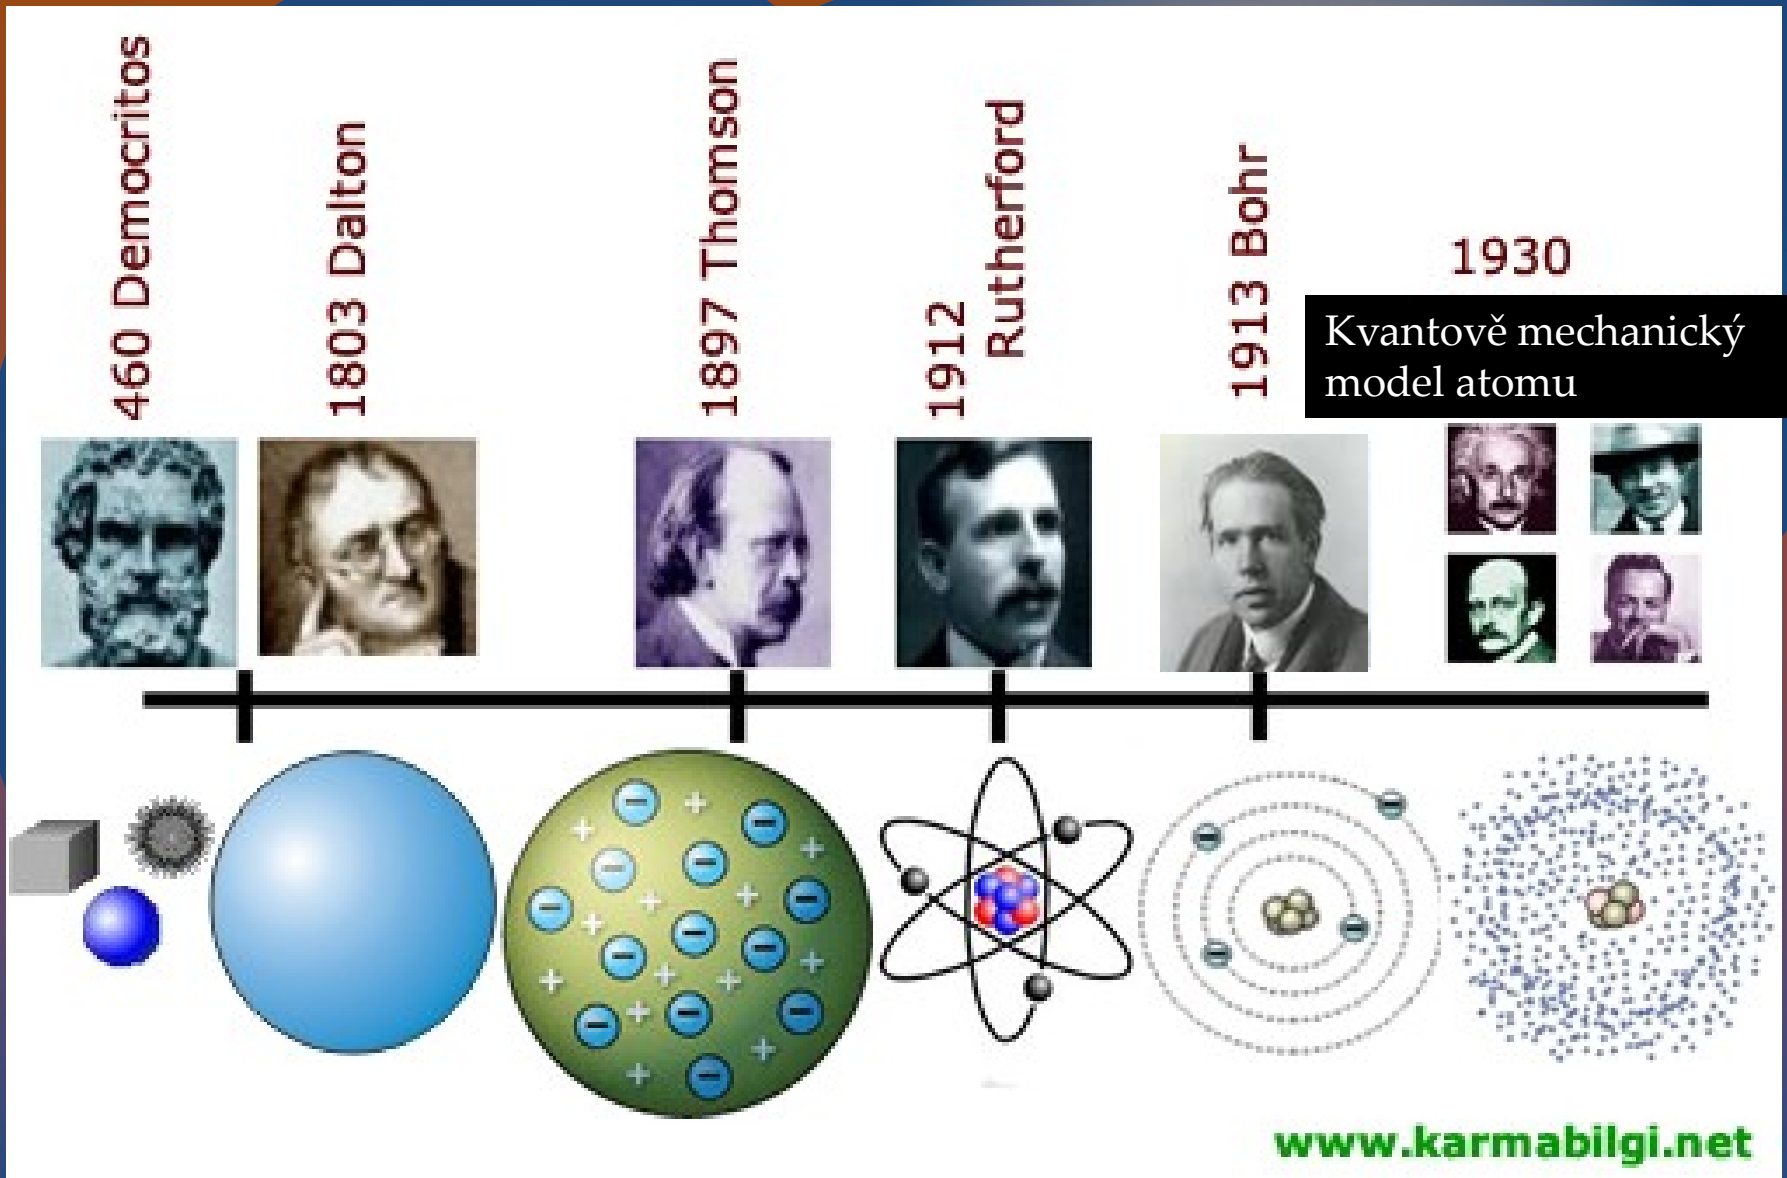 460 Democritos
1803 Dalton
1897 Thomson
1912
Rutherford
1913 Bohr
1930
Kvantově mechanický
model atomu
www.karmabilgi.net